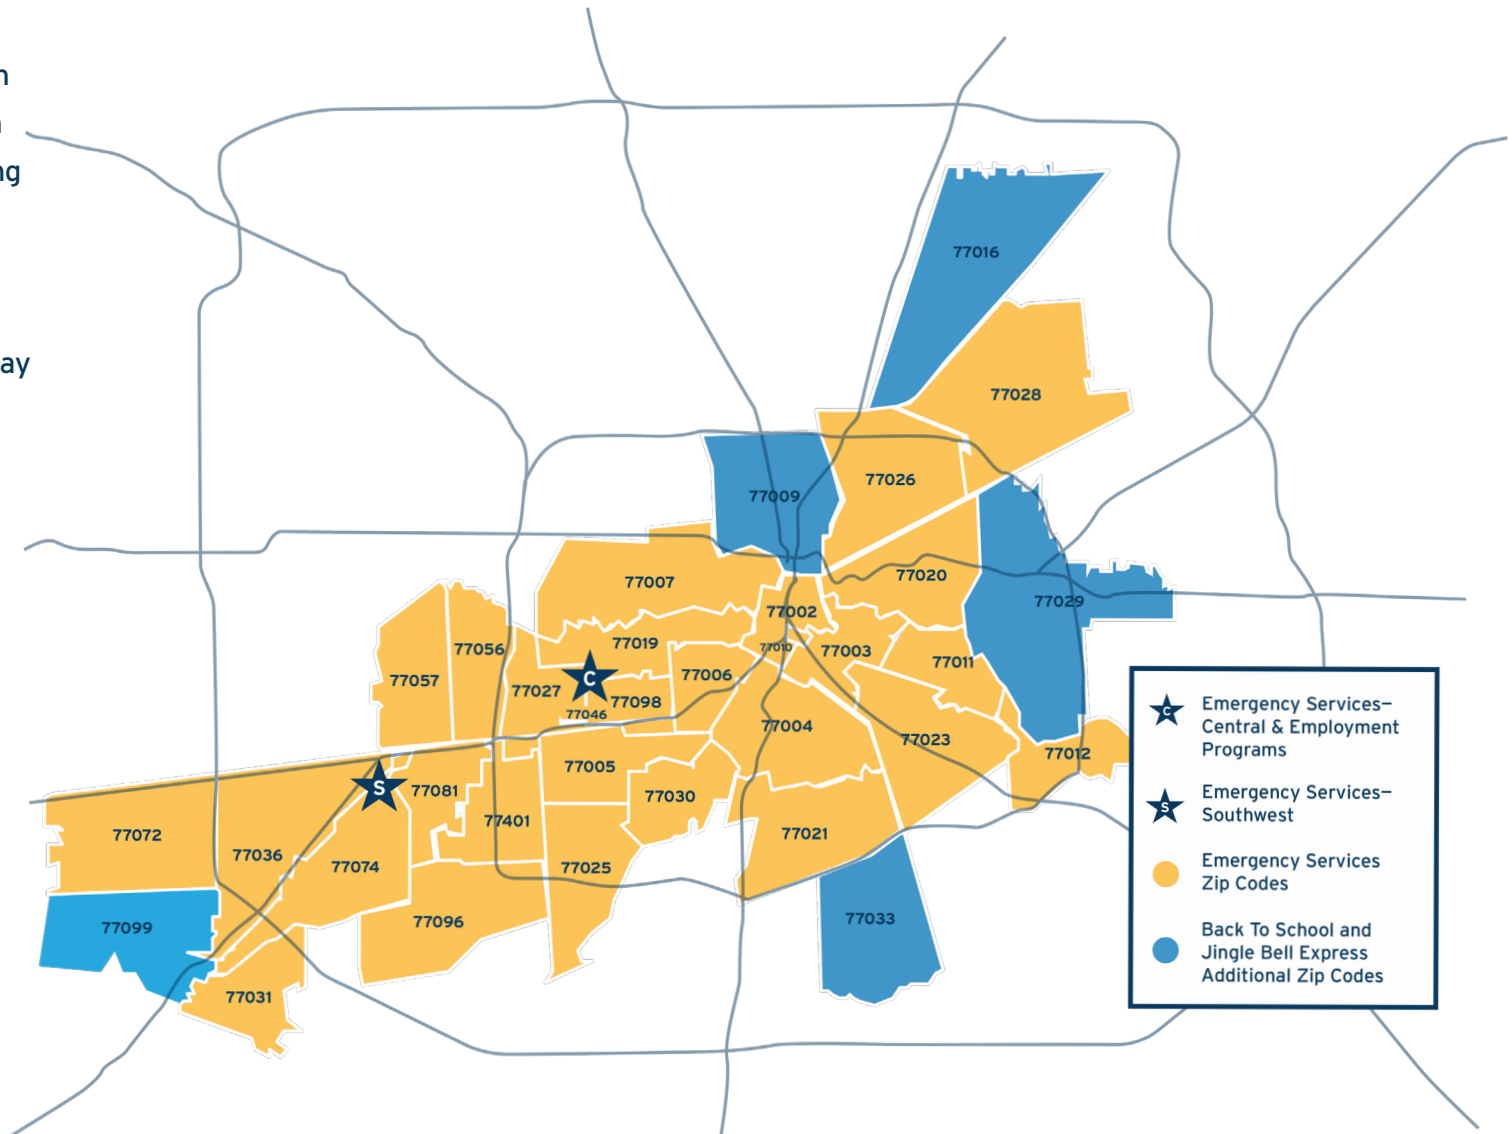 n
ng
ay
77016
77028
77026
77009
77020
77007
77029
77002
77019
77010
77003
77056
77011
77057
77006
77027
C
77098
77046
77004
77023
77012
77005
S
77081
77030
77401
77021
77072
77036
77074
77025
77033
77096
77099
77031
C
Emergency Services—
Central & Employment
Programs
S
Emergency Services—
Southwest
Emergency Services
Zip Codes
Back To School and
Jingle Bell Express
Additional Zip Codes